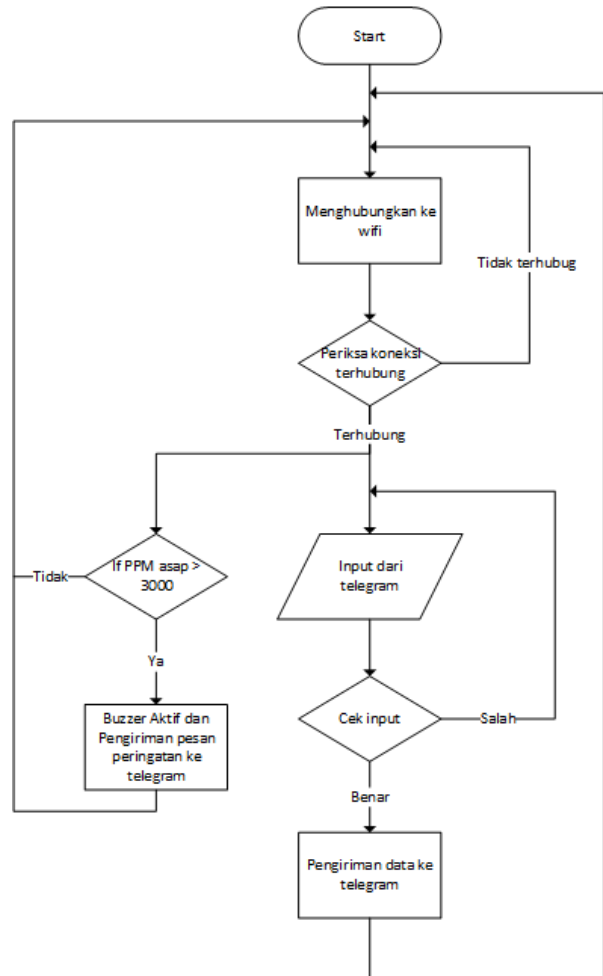 Start
Menghubungkan ke
wifi
Tidak terhubug
Periksa koneksi
terhubung
Terhubung
If PPM asap >
3000
Tidak
Ya
Buzzer Aktif dan
Pengiriman pesan
peringatan ke
telegram
Input dari
telegram
Cek input
Salah
Benar
Pengiriman data ke
telegram